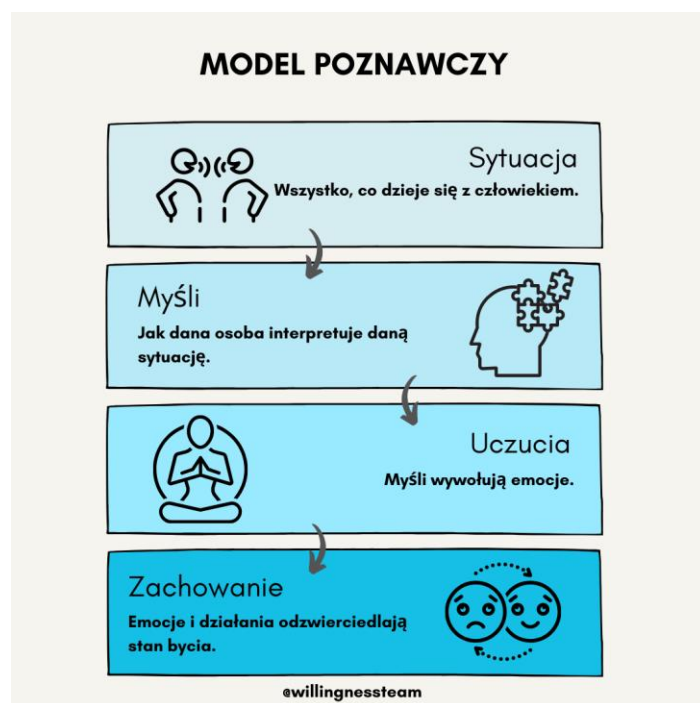 MODEL POZNAWCZY
Sytuacja
Wszystko, co dzieje się z człowiekiem.
Myśli
Jak dana osoba interpretuje daną
sytuację.
Uczucia
Myśli wywołują emocje.
Zachowanie
Emocje i działania odzwierciedlają
stan bycia.
@willingnessteam